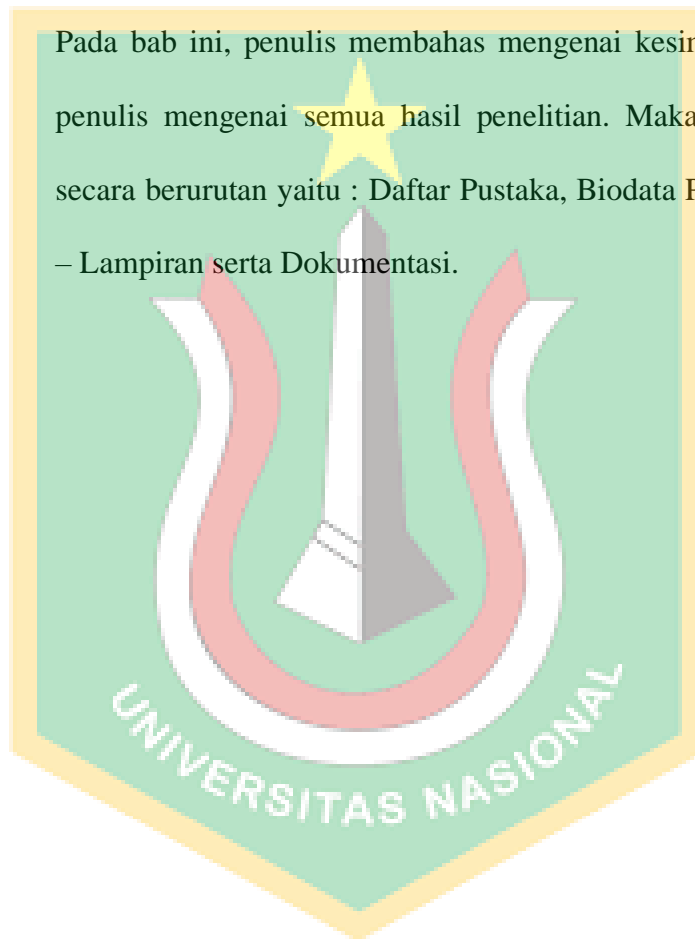 Pada bab ini, penulis membahas mengenai
penulis mengenai semua hasil penelitian. Maka
secara berurutan yaitu : Daftar Pustaka, Biodata
– Lampiran serta Dokumentasi.
UNIVERSITAS NASIONAL